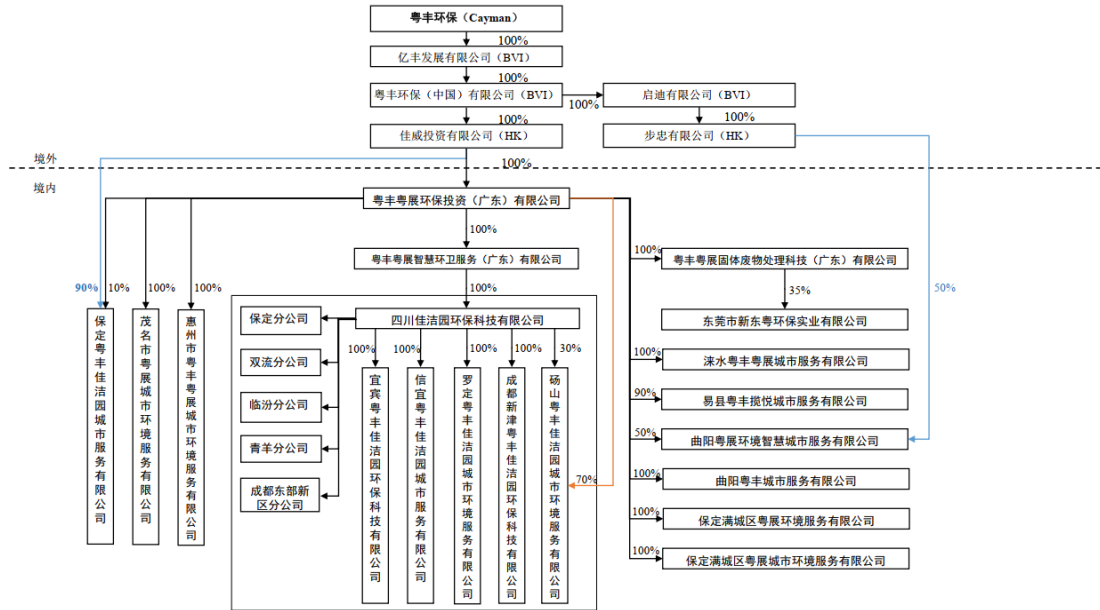 粤丰环保（Cayman）
100%
亿丰发展有限公司（BVI）
100%
粤丰环保（中国）有限公司（BVI）
100%
启迪有限公司（BVI）
100%
100%
佳威投资有限公司（HK）
步忠有限公司（HK）
境外
100%
境内
粤丰粤展环保投资（广东）有限公司
100%
粤丰粤展智慧环卫服务（广东）有限公司
100%
粤丰粤展固体废物处理科技（广东）有限公司
90%
10%
100%
100%
100%
35%
50%
保定粤丰佳洁园城市服务有限公司
茂名市粤展城市环境服务有限公司
惠州市粤丰粤展城市环境服务有限公司
保定分公司
四川佳洁园环保科技有限公司
东莞市新东粤环保实业有限公司
双流分公司
临汾分公司
青羊分公司
成都东部新
区分公司
100%
100%
100%
100%
30%
宜宾粤丰佳洁园环保科技有限公司
信宜粤丰佳洁园城市服务有限公司
罗定粤丰佳洁园城市环境服务有限公司
成都新津粤丰佳洁园环保科技有限公司
砀山粤丰佳洁园城市环境服务有限公司
70%
100%
涞水粤丰粤展城市服务有限公司
90%
易县粤丰揽悦城市服务有限公司
50%
曲阳粤展环境智慧城市服务有限公司
100%
曲阳粤丰城市服务有限公司
100%
保定满城区粤展环境服务有限公司
100%
保定满城区粤展城市环境服务有限公司